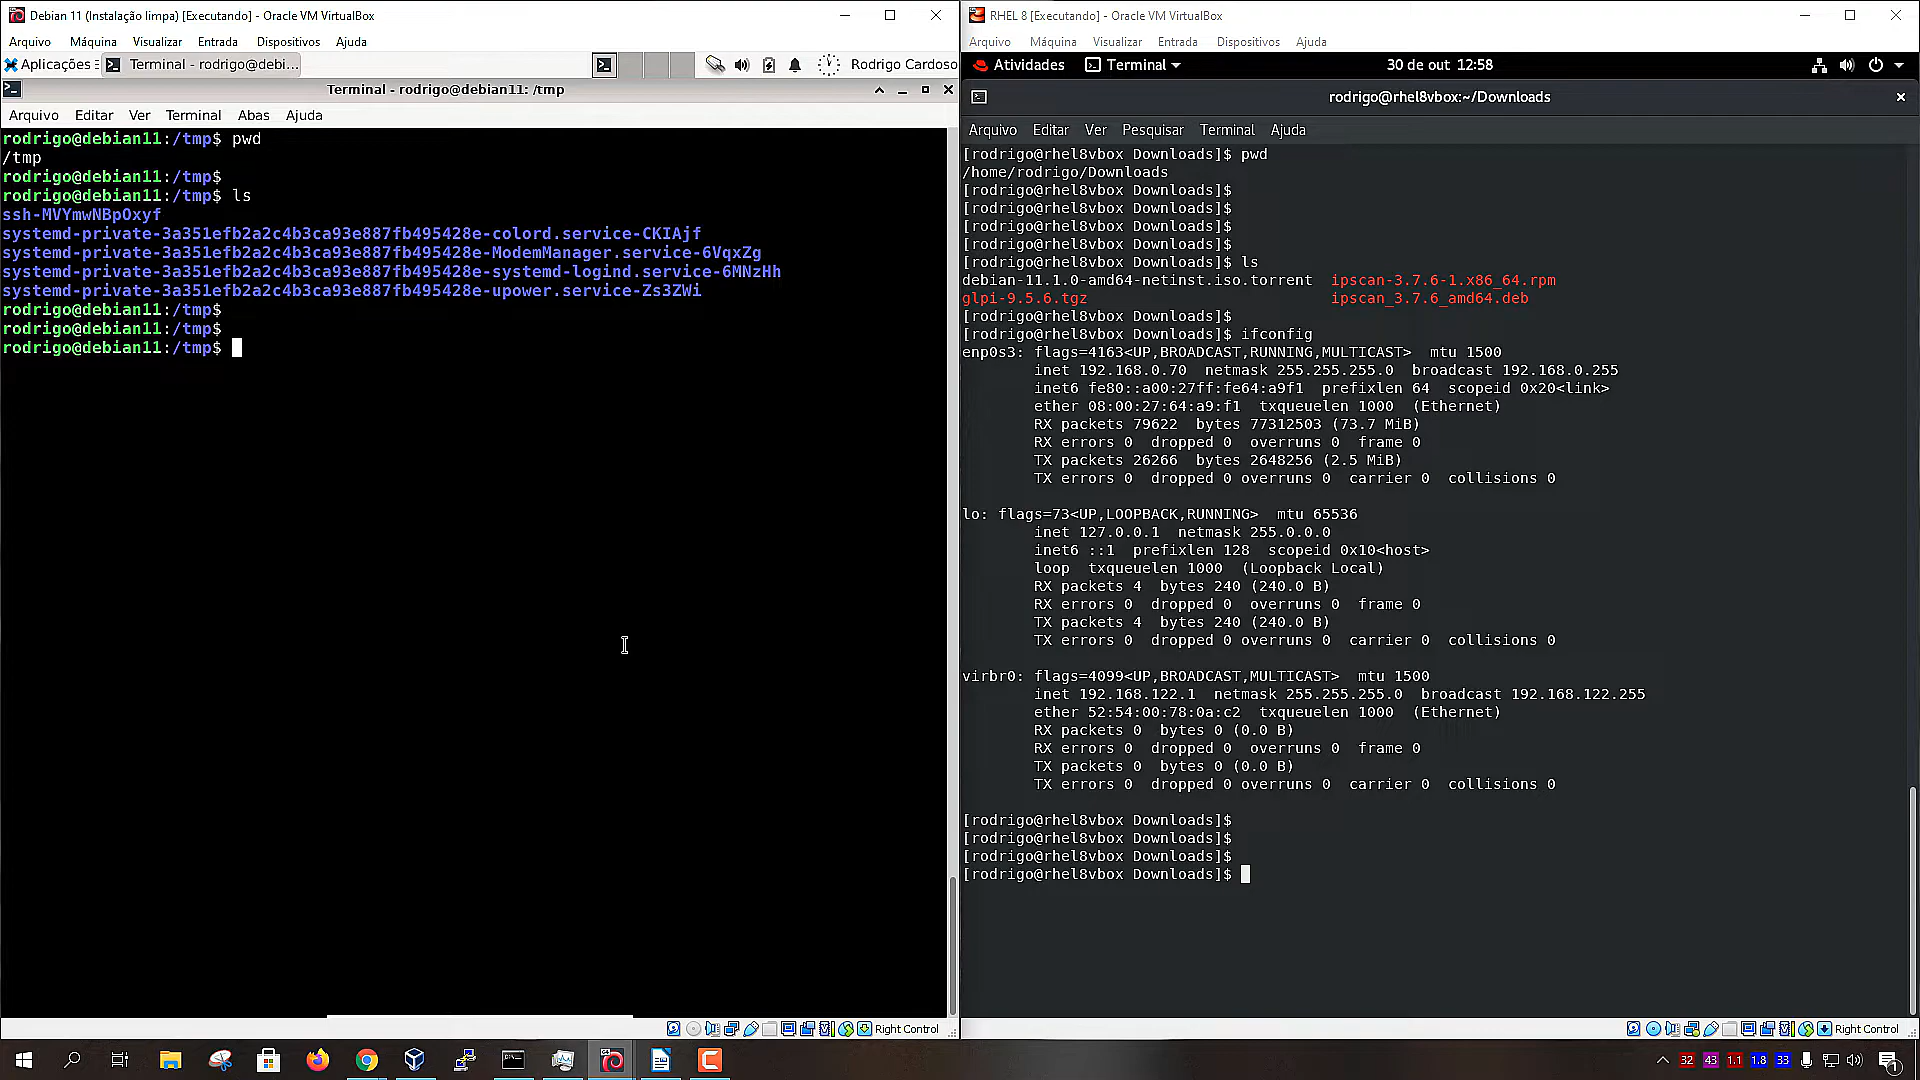 Debian 11 (Instalação limpa) [Executando] - Oracle VM VirtualBox
Arquivo Máquina Visualizar Entrada Dispositivos Ajuda
Aplicações Terminal - rodrigo@debi... Rodrigo Cardoso
Terminal - rodrigo@debian11: /tmp
Arquivo Editar Ver Terminal Abas Ajuda
rodrigo@debian11:/tmp$ pwd
/tmp
rodrigo@debian11:/tmp$
rodrigo@debian11:/tmp$ ls
ssh-MVYmwNBpOxyf
systemd-private-3a351efb2a2c4b3ca93e887fb495428e-colord.service-CKIAjf
systemd-private-3a351efb2a2c4b3ca93e887fb495428e-ModemManager.service-6VqxZg
systemd-private-3a351efb2a2c4b3ca93e887fb495428e-systemd-logind.service-6MNzHh
systemd-private-3a351efb2a2c4b3ca93e887fb495428e-upower.service-Zs3ZWi
rodrigo@debian11:/tmp$
rodrigo@debian11:/tmp$
rodrigo@debian11:/tmp$
Right Control
RHEL 8 [Executando] - Oracle VM VirtualBox
Arquivo Máquina Visualizar Entrada Dispositivos Ajuda
Atividades Terminal 30 de out 12:58
rodrigo@rhel8vbox:~/Downloads
Arquivo Editar Ver Pesquisar Terminal Ajuda
[rodrigo@rhel8vbox Downloads]$ pwd
/home/rodrigo/Downloads
[rodrigo@rhel8vbox Downloads]$
[rodrigo@rhel8vbox Downloads]$
[rodrigo@rhel8vbox Downloads]$
[rodrigo@rhel8vbox Downloads]$
[rodrigo@rhel8vbox Downloads]$ ls
debian-11.1.0-amd64-netinst.iso.torrent ipscan-3.7.6-1.x86_64.rpm
glpi-9.5.6.tgz ipscan_3.7.6_amd64.deb
[rodrigo@rhel8vbox Downloads]$
[rodrigo@rhel8vbox Downloads]$ ifconfig
enp0s3: flags=4163<UP,BROADCAST,RUNNING,MULTICAST> mtu 1500
inet 192.168.0.70 netmask 255.255.255.0 broadcast 192.168.0.255
inet6 fe80::a00:27ff:fe64:a9f1 prefixlen 64 scopeid 0x20<link>
ether 08:00:27:64:a9:f1 txqueuelen 1000 (Ethernet)
RX packets 79622 bytes 77312503 (73.7 MiB)
RX errors 0 dropped 0 overruns 0 frame 0
TX packets 26266 bytes 2648256 (2.5 MiB)
TX errors 0 dropped 0 overruns 0 carrier 0 collisions 0
lo: flags=73<UP,LOOPBACK,RUNNING> mtu 65536
inet 127.0.0.1 netmask 255.0.0.0
inet6 ::1 prefixlen 128 scopeid 0x10<host>
loop txqueuelen 1000 (Loopback Local)
RX packets 4 bytes 240 (240.0 B)
RX errors 0 dropped 0 overruns 0 frame 0
TX packets 4 bytes 240 (240.0 B)
TX errors 0 dropped 0 overruns 0 carrier 0 collisions 0
virbr0: flags=4099<UP,BROADCAST,MULTICAST> mtu 1500
inet 192.168.122.1 netmask 255.255.255.0 broadcast 192.168.122.255
ether 52:54:00:78:0a:c2 txqueuelen 1000 (Ethernet)
RX packets 0 bytes 0 (0.0 B)
RX errors 0 dropped 0 overruns 0 frame 0
TX packets 0 bytes 0 (0.0 B)
TX errors 0 dropped 0 overruns 0 carrier 0 collisions 0
[rodrigo@rhel8vbox Downloads]$
[rodrigo@rhel8vbox Downloads]$
[rodrigo@rhel8vbox Downloads]$
[rodrigo@rhel8vbox Downloads]$
Right Control
32 43 1.1 1.8 33 1